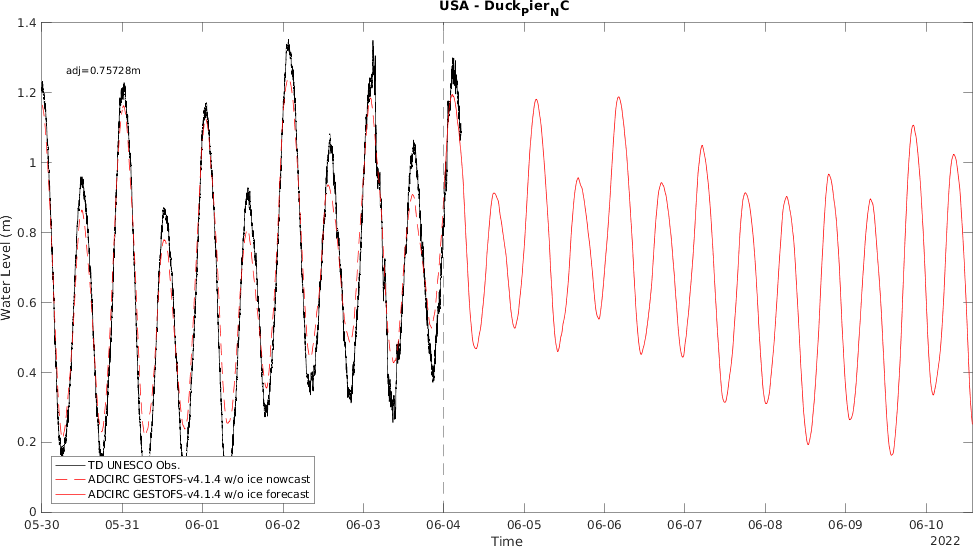 USA - DuckPierNC
1.4
adj=0.75728m
1.2
1
0.8
Water Level (m)
0.6
0.4
0.2
0
TD UNESCO Obs.
ADCIRC GESTOFS-v4.1.4 w/o ice nowcast
ADCIRC GESTOFS-v4.1.4 w/o ice forecast
05-30 05-31 06-01 06-02 06-03 06-04 06-05 06-06 06-07 06-08 06-09 06-10
Time
2022